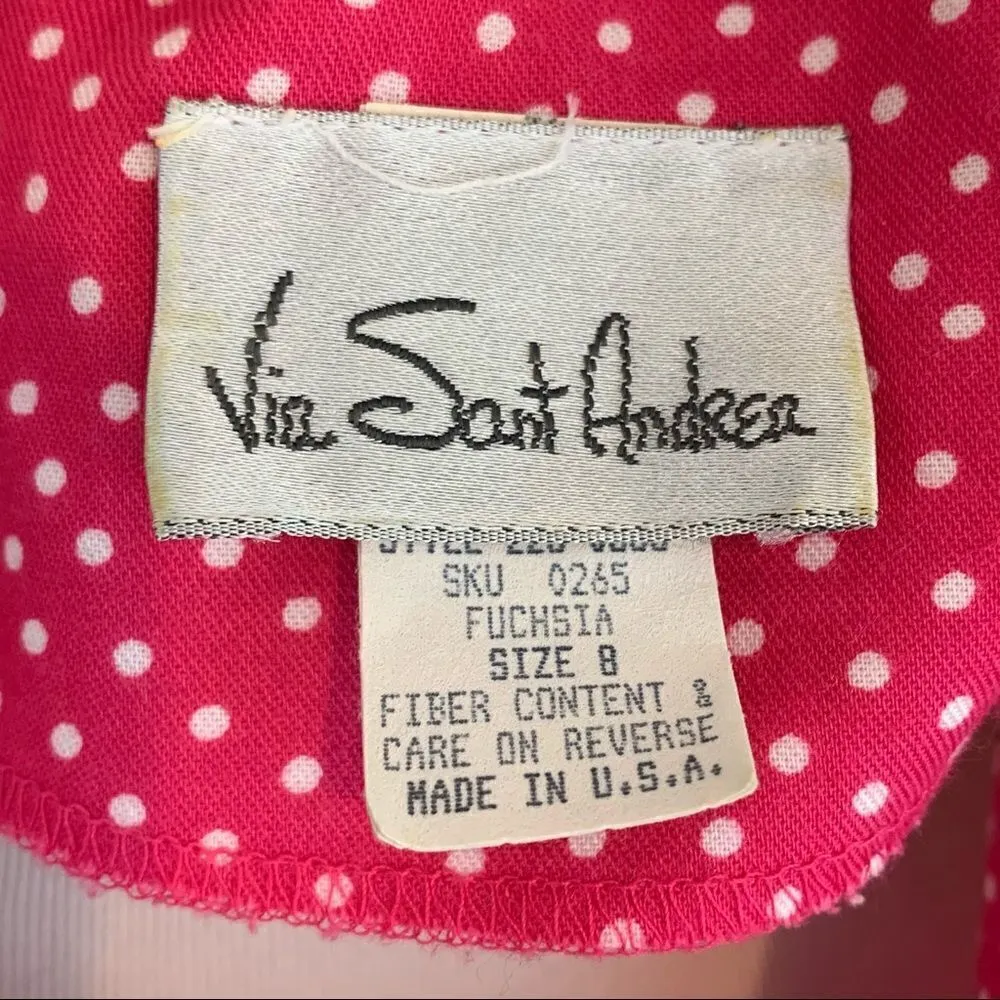 Via Sant Andrea
SKU 0265
FUCHSIA
SIZE 8
FIBER CONTENT &
CARE ON REVERSE
MADE IN U.S.A.